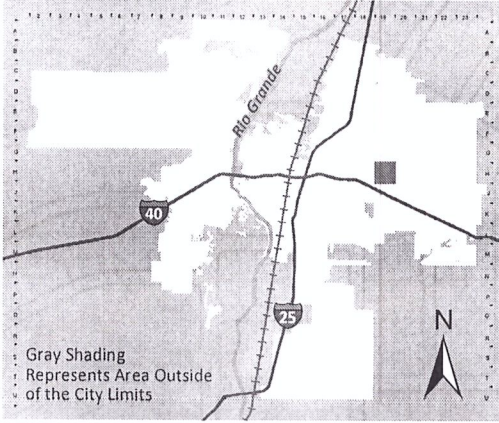 Rio Grande
40
25
N
Gray Shading
Represents Area Outside
of the City Limits